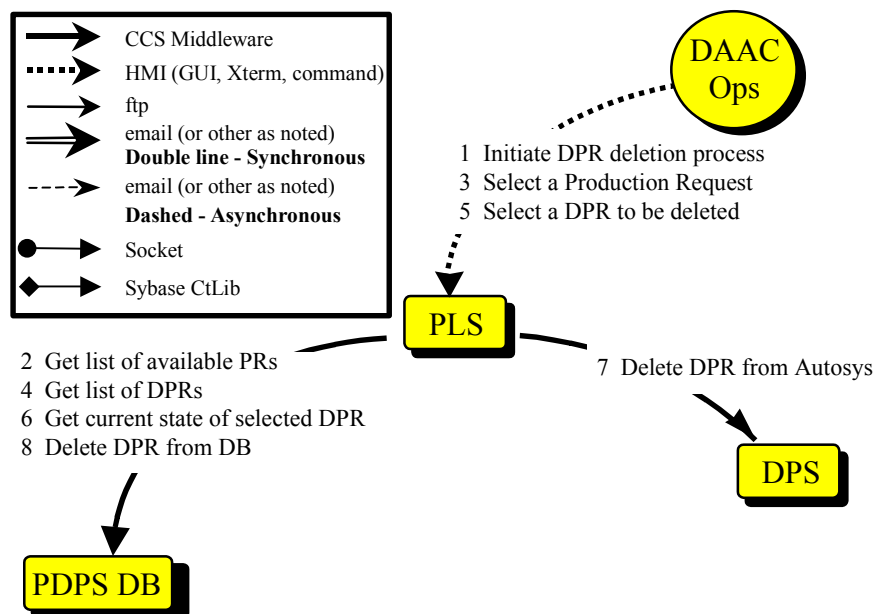 CCS Middleware
HMI (GUI, Xterm, command)
ftp
email (or other as noted)
Double line - Synchronous
email (or other as noted)
Dashed - Asynchronous
Socket
Sybase CtLib
DAAC
Ops
1 Initiate DPR deletion process
3 Select a Production Request
5 Select a DPR to be deleted
PLS
2 Get list of available PRs
4 Get list of DPRs
6 Get current state of selected DPR
8 Delete DPR from DB
7 Delete DPR from Autosys
DPS
PDPS DB